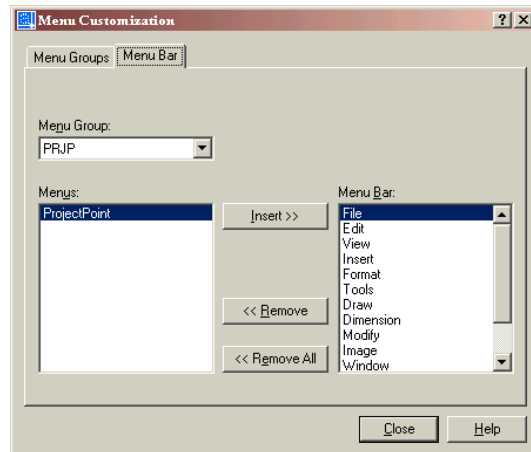 Menu Customization
Menu Groups Menu Bar
Menu Group:
PRJP
Menus: Menu Bar:
ProjectPoint Insert >> File
Edit
View
Insert
Format
Tools
<< Remove Draw
Dimension
Modify
<< Remove All Image
Window
Close Help